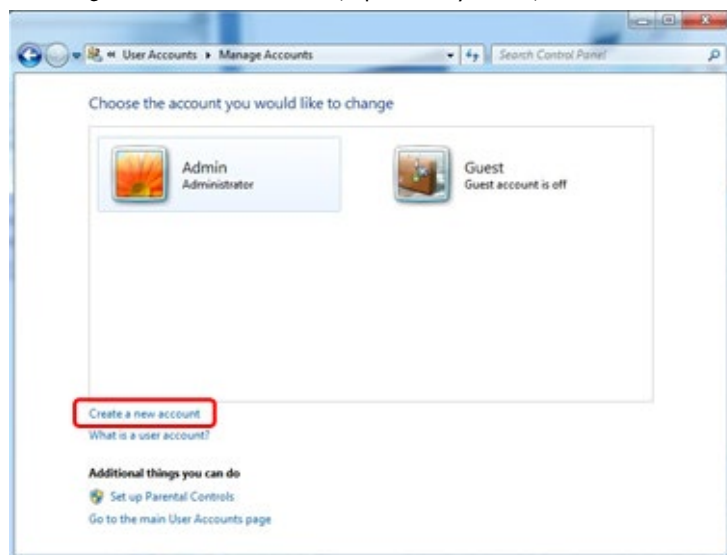 User Accounts ▸ Manage Accounts
Search Control Panel
Choose the account you would like to change
Admin
Administrator
Guest
Guest account is off
Create a new account
What is a user account?
Additional things you can do
Set up Parental Controls
Go to the main User Accounts page